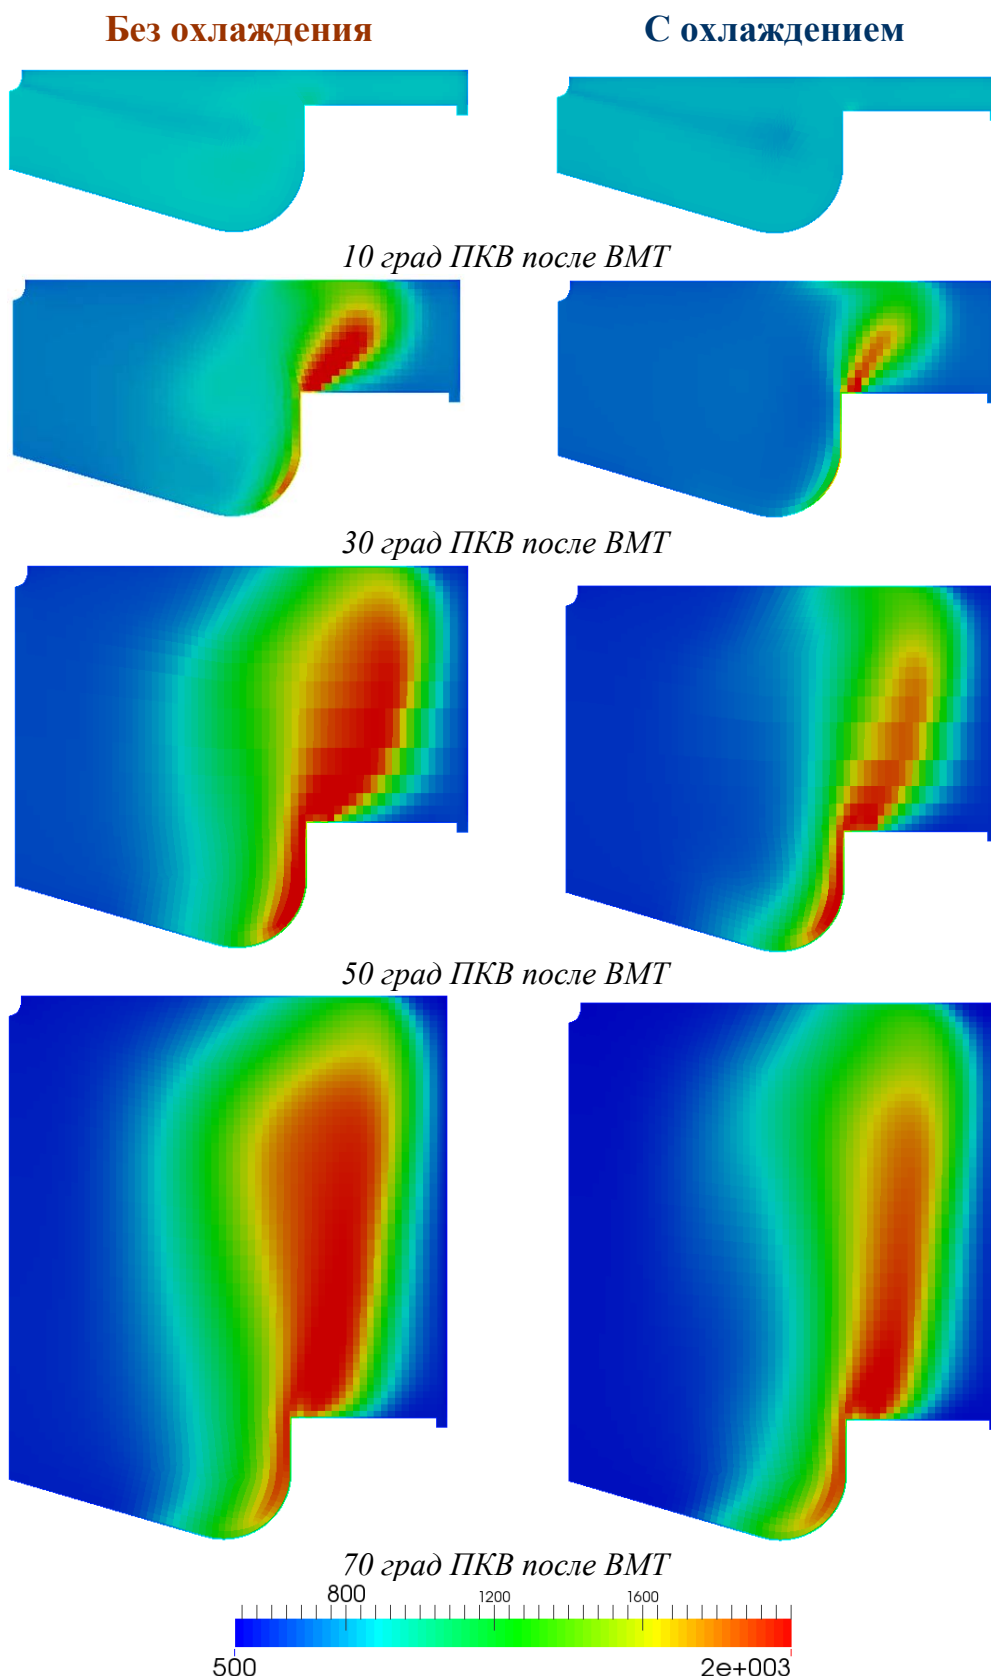 Без охлаждения С охлаждением
10 град ПКВ после ВМТ
30 град ПКВ после ВМТ
50 град ПКВ после ВМТ
70 град ПКВ после ВМТ
800 1200 1600
500 2e+003